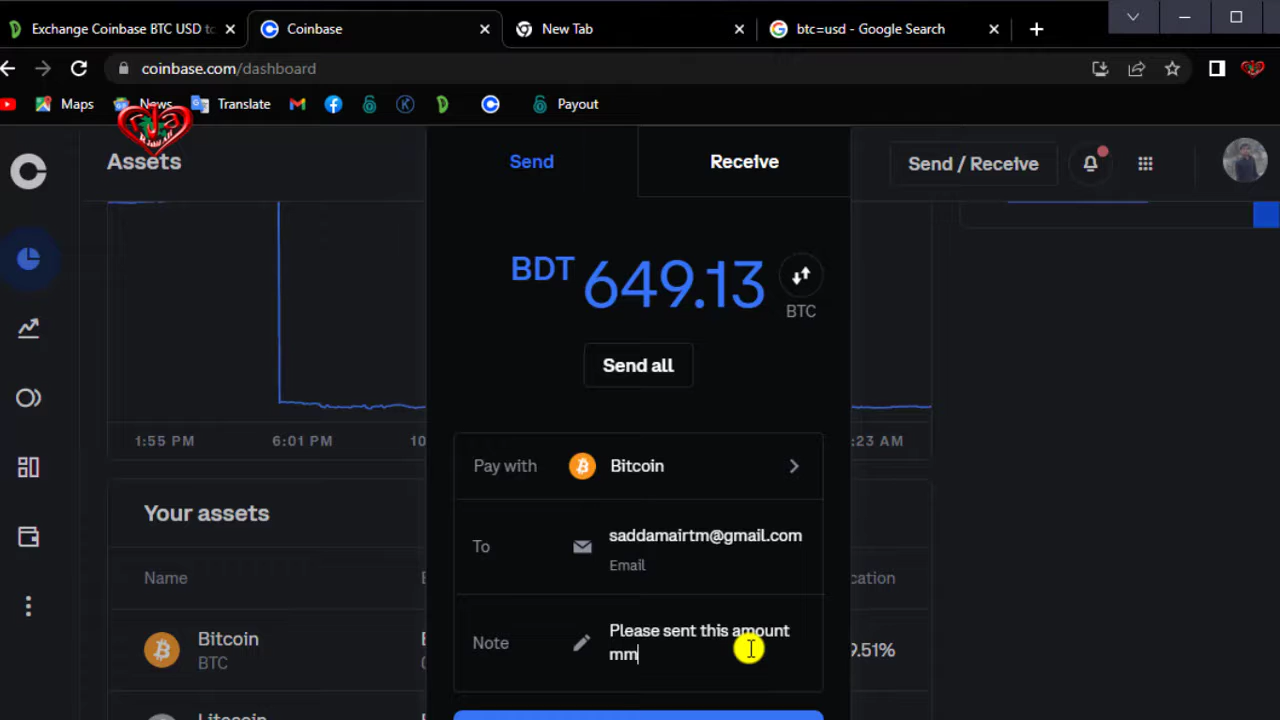 Exchange Coinbase BTC USD to
Coinbase
New Tab
btc=usd - Google Search
coinbase.com/dashboard
Maps
News
Translate
Payout
Assets
Send
Receive
Send / Receive
BDT 649.13
BTC
Send all
1:55 PM
6:01 PM
10
:23 AM
Pay with
Bitcoin
Your assets
To
saddamairtm@gmail.com
Email
Name
cation
Note
Please sent this amount
mm
Bitcoin
BTC
9.51%
Litecoin